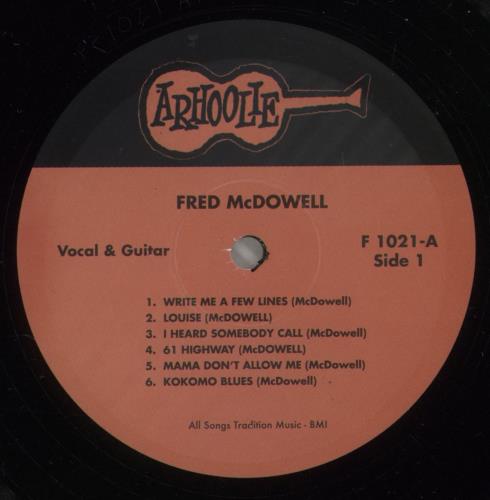 ARHOOLIE
FRED McDOWELL
Vocal & Guitar
F 1021-A
Side 1
1. WRITE ME A FEW LINES (McDowell)
2. LOUISE (McDOWELL)
3. I HEARD SOMEBODY CALL (McDowell)
4. 61 HIGHWAY (McDOWELL)
5. MAMA DON'T ALLOW ME (McDowell)
6. KOKOMO BLUES (McDowell)
All Songs Tradition Music - BMI